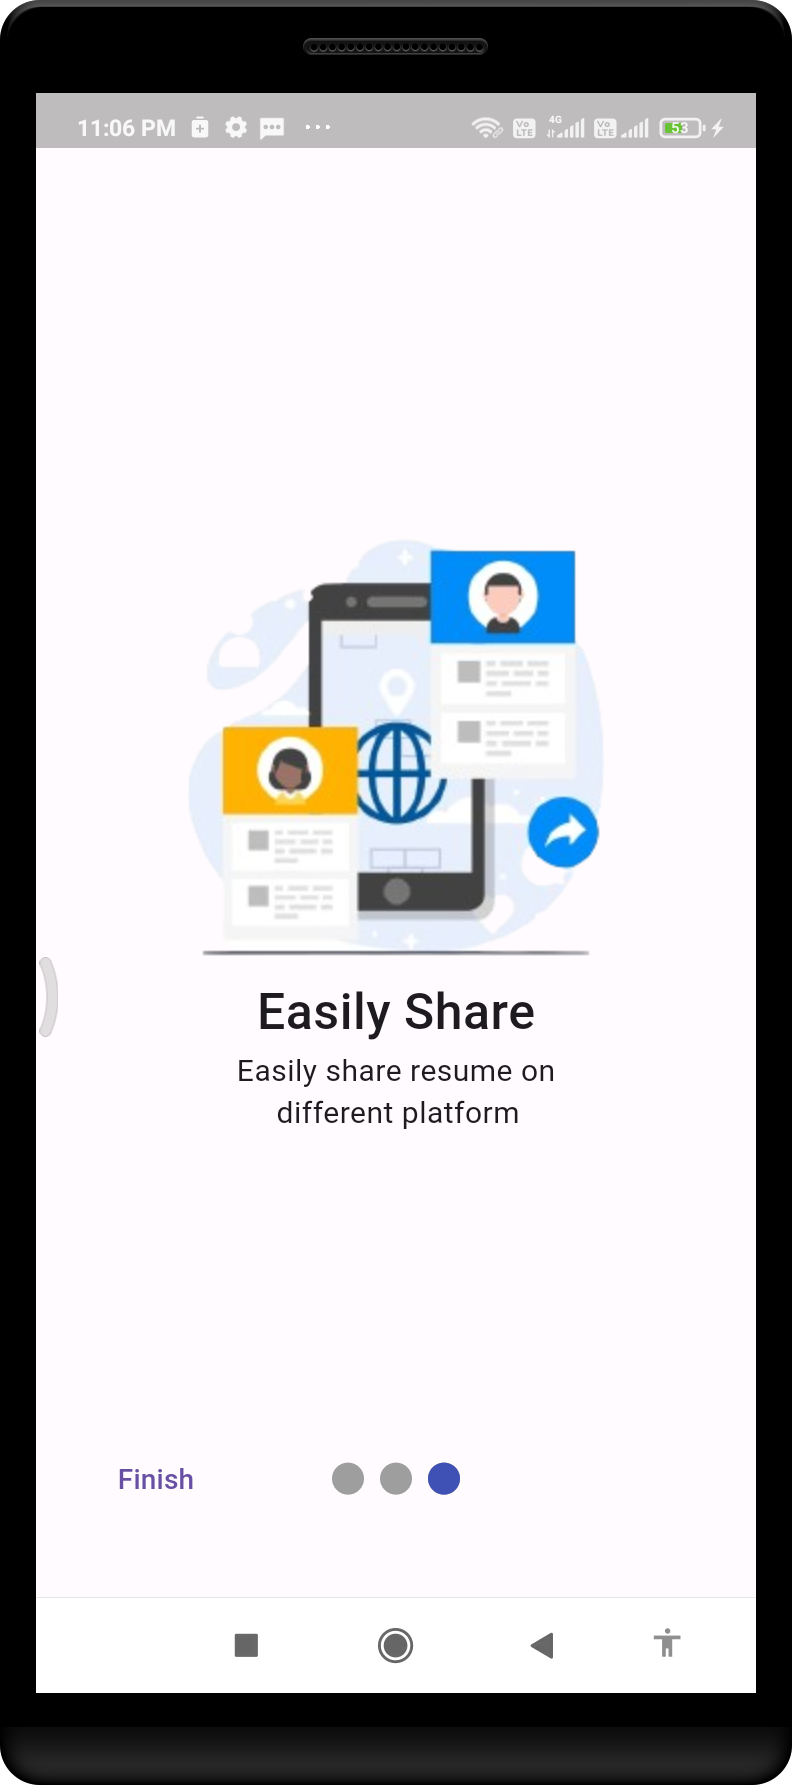 11:06 PM
Vo LTE
4G
Vo LTE
53
Easily Share
Easily share resume on
different platform
Finish